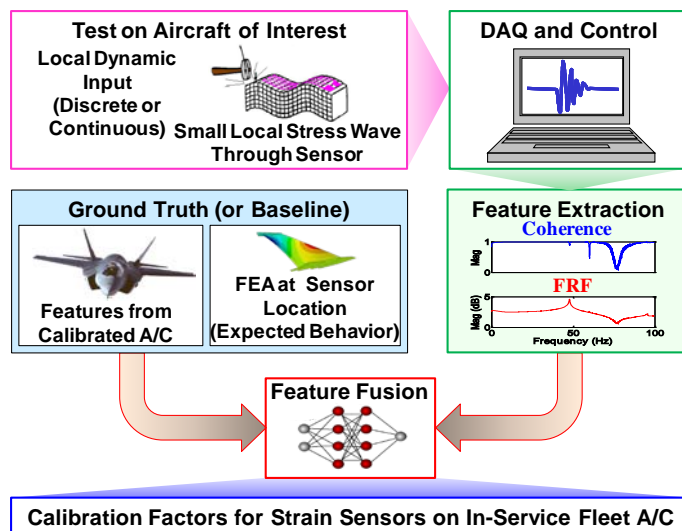 Test on Aircraft of Interest
Local Dynamic
Input
(Discrete or
Continuous)
Small Local Stress Wave
Through Sensor
DAQ and Control
Ground Truth (or Baseline)
Features from
Calibrated A/C
FEA at Sensor
Location
(Expected Behavior)
Feature Extraction
Coherence
Mag
1
0
FRF
Mag (dB)
5
0
0
50
100
Frequency (Hz)
Feature Fusion
Calibration Factors for Strain Sensors on In-Service Fleet A/C